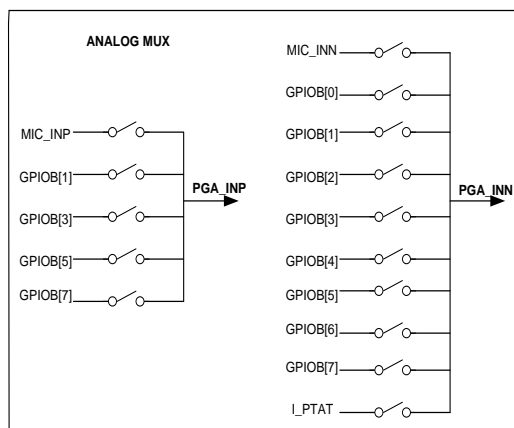 ANALOG MUX
MIC_INP
GPIOB[1]
GPIOB[3]
GPIOB[5]
GPIOB[7]
PGA_INP
MIC_INN
GPIOB[0]
GPIOB[1]
GPIOB[2]
GPIOB[3]
GPIOB[4]
GPIOB[5]
GPIOB[6]
GPIOB[7]
I_PTAT
PGA_INN